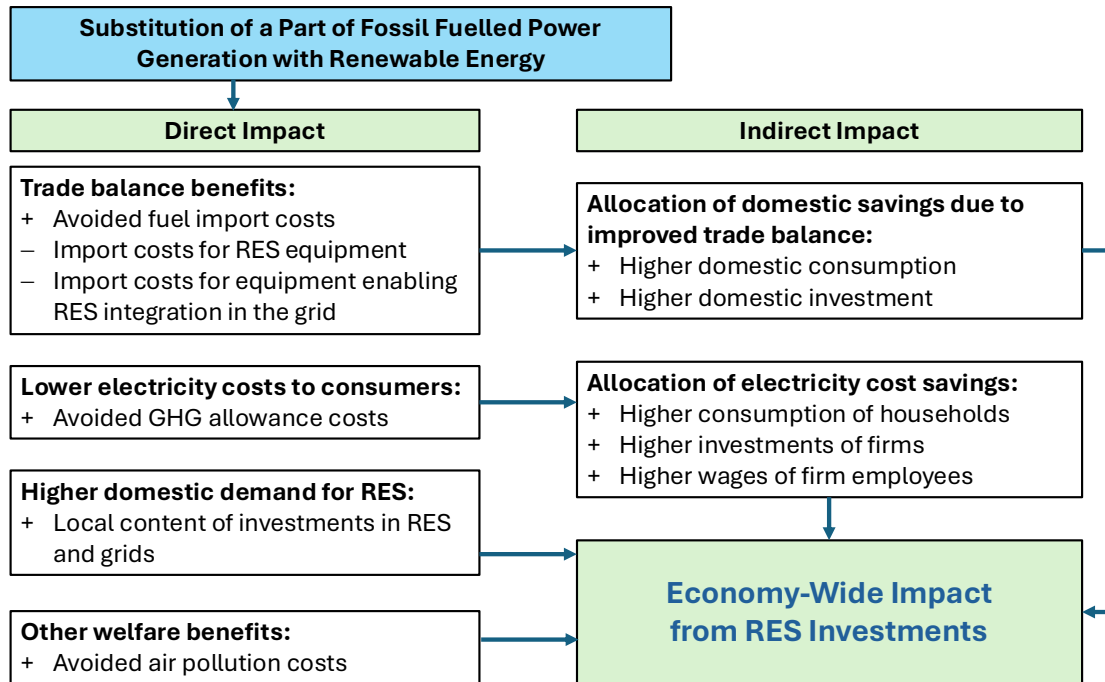 Substitution of a Part of Fossil Fuelled Power
Generation with Renewable Energy
Direct Impact
Indirect Impact
Trade balance benefits:
+ Avoided fuel import costs
− Import costs for RES equipment
− Import costs for equipment enabling
RES integration in the grid
Allocation of domestic savings due to
improved trade balance:
+ Higher domestic consumption
+ Higher domestic investment
Lower electricity costs to consumers:
+ Avoided GHG allowance costs
Allocation of electricity cost savings:
+ Higher consumption of households
+ Higher investments of firms
+ Higher wages of firm employees
Higher domestic demand for RES:
+ Local content of investments in RES
and grids
Other welfare benefits:
+ Avoided air pollution costs
Economy-Wide Impact
from RES Investments